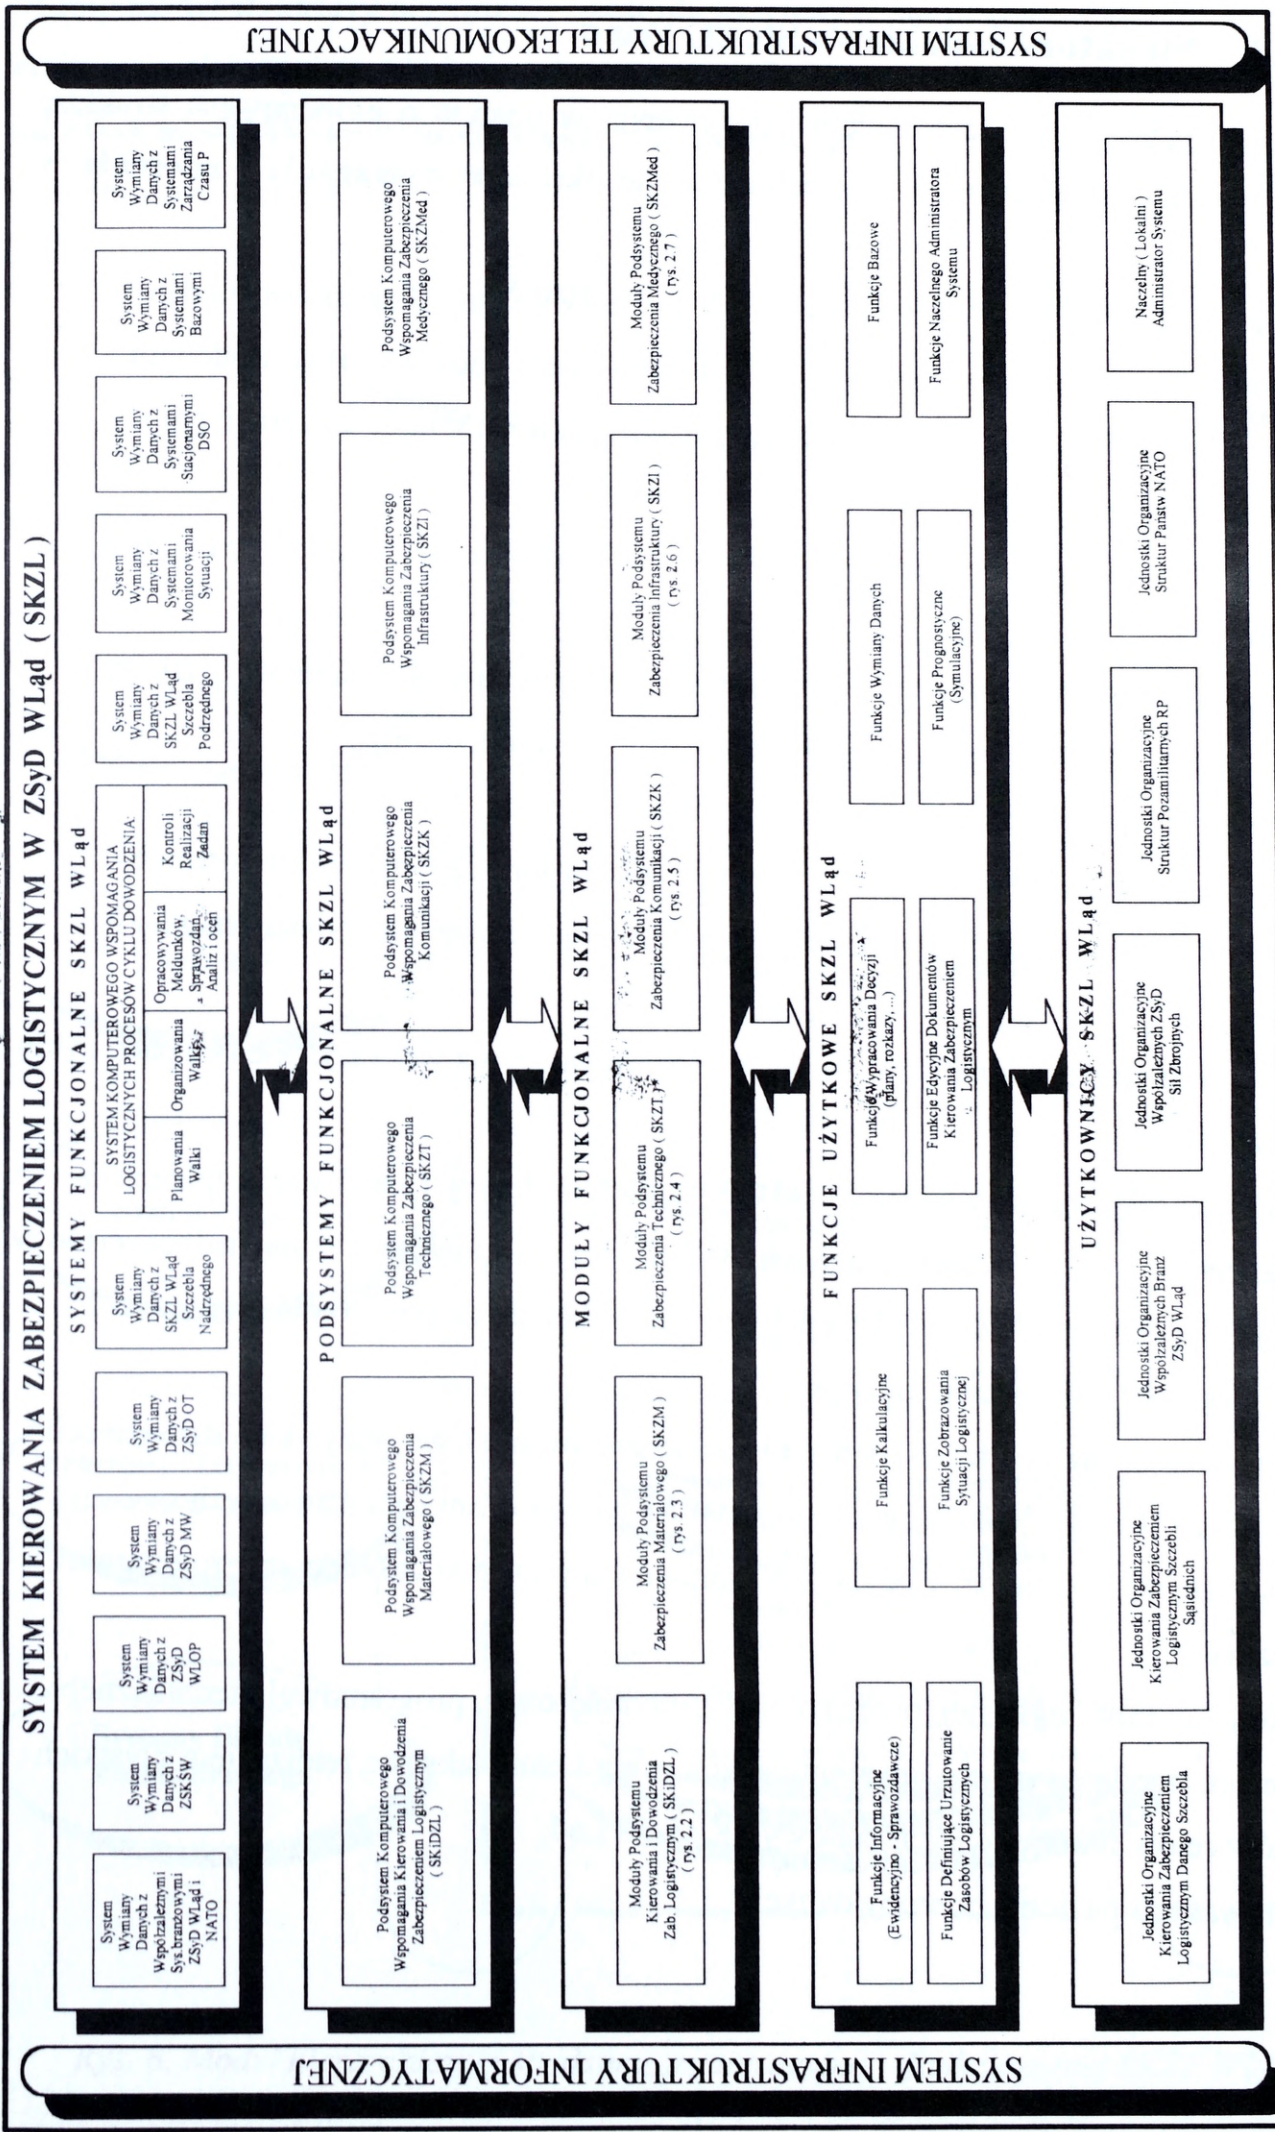 SYSTEM KIEROWANIA ZABEZPIECZENIEM LOGISTYCZNYM W ZSyD WLąd ( SKZL )
SYSTEM INFRASTRUKTURY INFORMATYCZNEJ
SYSTEMY FUNKCJONALNE SKZL WLąd
System
Wymiany
Danych z
Współzależnymi
Sys.branżowymi
ZSyD WLąd i
NATO
System
Wymiany
Danych z
ZSKSW
System
Wymiany
Danych z
ZSyD
WLOP
System
Wymiany
Danych z
ZSyD MW
System
Wymiany
Danych z
ZSyD OT
System
Wymiany
Danych z
SKZL WLąd
Szczebla
Nadrzędnego
SYSTEM KOMPUTEROWEGO WSPOMAGANIA
LOGISTYCZNYCH PROCESÓW CYKLU DOWODZENIA:
Planowania
Walki
Organizowania
Walki
Opracowywania
Meldunków,
Sprawozdań,
Analiz i ocen
Kontroli
Realizacji
Zadan
System
Wymiany
Danych z
SKZL WLąd
Szczebla
Podrzędnego
System
Wymiany
Danych z
Systemami
Monitorowania
Sytuacji
System
Wymiany
Danych z
Systemami
Stacjonarnymi
DSO
System
Wymiany
Danych z
Systemami
Bazowymi
System
Wymiany
Danych z
Systemami
Zarządzania
Czasu P
PODSYSTEMY FUNKCJONALNE SKZL WLąd
Podsystem Komputerowego
Wspomagania Kierowania i Dowodzenia
Zabezpieczeniem Logistycznym
( SKiDZL )
Podsystem Komputerowego
Wspomagania Zabezpieczenia
Materiałowego ( SKZM )
Podsystem Komputerowego
Wspomagania Zabezpieczenia
Technicznego ( SKZT )
Podsystem Komputerowego
Wspomagania Zabezpieczenia
Komunikacji ( SKZK )
Podsystem Komputerowego
Wspomagania Zabezpieczenia
Infrastruktury ( SKZI )
Podsystem Komputerowego
Wspomagania Zabezpieczenia
Medycznego ( SKZMed )
MODUŁY FUNKCJONALNE SKZL WLąd
Moduły Podsystemu
Kierowania i Dowodzenia
Zab. Logistycznym ( SKiDZL )
( rys. 2.2 )
Moduły Podsystemu
Zabezpieczenia Materiałowego ( SKZM )
( rys. 2.3 )
Moduły Podsystemu
Zabezpieczenia Technicznego ( SKZT )
( rys. 2.4 )
Moduły Podsystemu
Zabezpieczenia Komunikacji ( SKZK )
( rys. 2.5 )
Moduły Podsystemu
Zabezpieczenia Infrastruktury ( SKZI )
( rys. 2.6 )
Moduły Podsystemu
Zabezpieczenia Medycznego ( SKZMed )
( rys. 2.7 )
FUNKCJE UŻYTKOWE SKZL WLąd
Funkcje Informacyjne
(Ewidencyjno - Sprawozdawcze)
Funkcje Kalkulacyjne
Funkcje Wypracowania Decyzji
(plany, rozkazy, ...)
Funkcje Wymiany Danych
Funkcje Bazowe
Funkcje Definiujące Urzutowanie
Zasobów Logistycznych
Funkcje Zobrazowania
Sytuacji Logistycznej
Funkcje Edycyjne Dokumentów
Kierowania Zabezpieczeniem
Logistycznym
Funkcje Prognostyczne
(Symulacyjne)
Funkcje Naczelnego Administratora
Systemu
UŻYTKOWNICY SKZL WLąd
Jednostki Organizacyjne
Kierowania Zabezpieczeniem
Logistycznym Danego Szczebla
Jednostki Organizacyjne
Kierowania Zabezpieczeniem
Logistycznym Szczebli
Sąsiednich
Jednostki Organizacyjne
Współzależnych Branż
ZSyD WLąd
Jednostki Organizacyjne
Współzależnych ZSyD
Sił Zbrojnych
Jednostki Organizacyjne
Struktur Pozamilitarnych RP
Jednostki Organizacyjne
Struktur Państw NATO
Naczelny ( Lokalni )
Administrator Systemu
SYSTEM INFRASTRUKTURY TELEKOMUNIKACYJNEJ